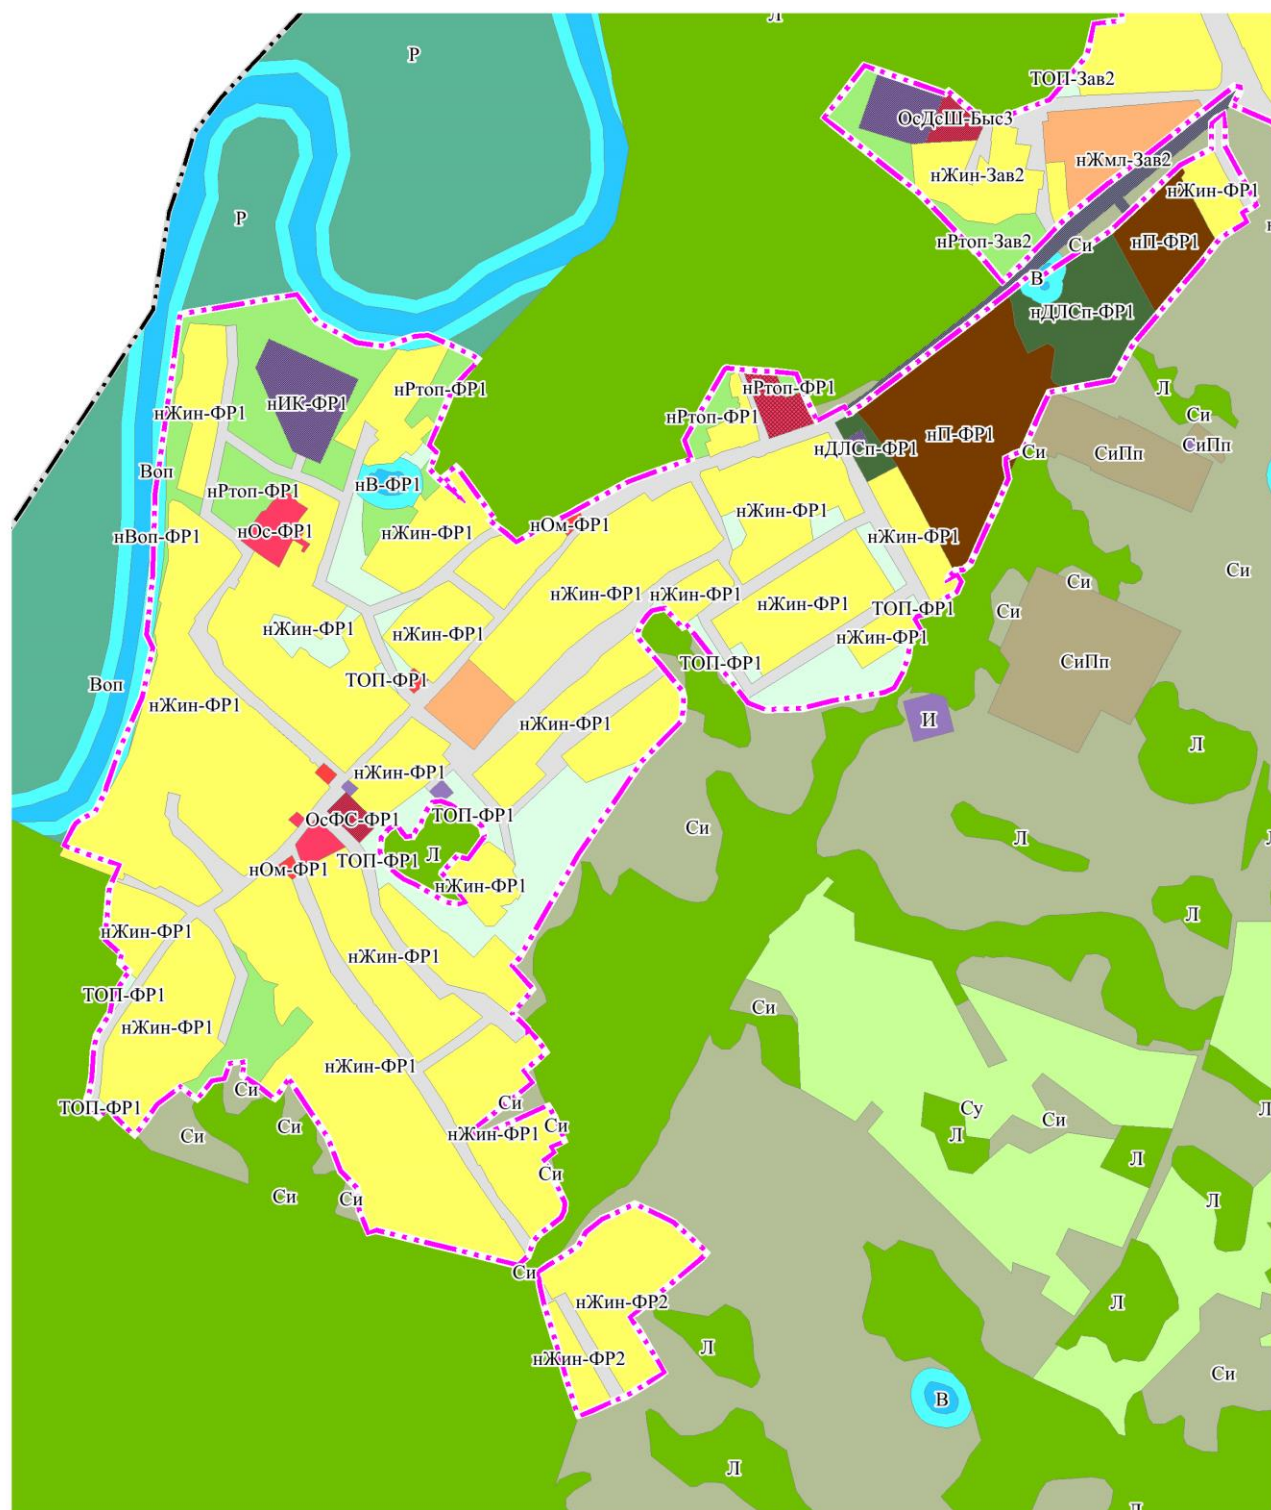 Л
Р
ТОП-Зав2
ОсДсШ-Быс3
нЖмл-Зав2
нЖин-Зав2
нЖин-ФР1
Р
нРтоп-Зав2
Си
нП-ФР1
В
нДЛСп-ФР1
нРтоп-ФР1
нРтоп-ФР1
Л
нИК-ФР1
нЖин-ФР1
нРтоп-ФР1
Си
нП-ФР1
нДЛСп-ФР1
Си
СиПп
СиПп
Воп
нВ-ФР1
нРтоп-ФР1
нЖин-ФР1
нВоп-ФР1
нОс-ФР1
нЖин-ФР1
нОм-ФР1
нЖин-ФР1
Си
Си
нЖин-ФР1
нЖин-ФР1
нЖин-ФР1
ТОП-ФР1
Си
нЖин-ФР1
нЖин-ФР1
нЖин-ФР1
СиПп
ТОП-ФР1
ТОП-ФР1
Воп
нЖин-ФР1
И
нЖин-ФР1
Л
нЖин-ФР1
ОсФС-ФР1
ТОП-ФР1
Си
Л
Л
ТОП-ФР1
Л
нОм-ФР1
нЖин-ФР1
Л
нЖин-ФР1
нЖин-ФР1
ТОП-ФР1
Си
нЖин-ФР1
нЖин-ФР1
Си
ТОП-ФР1
Си
Су
Л
Си
Си
Си
нЖин-ФР1
Си
Л
Л
Си
Л
Си
Си
Си
нЖин-ФР2
Л
Л
нЖин-ФР2
Си
В
Л
Л